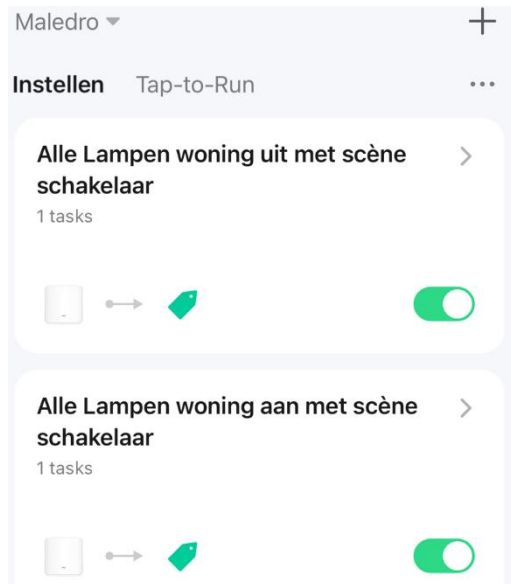 Maledro
Instellen Tap-to-Run
Alle Lampen woning uit met scène
schakelaar
1 tasks
Alle Lampen woning aan met scène
schakelaar
1 tasks